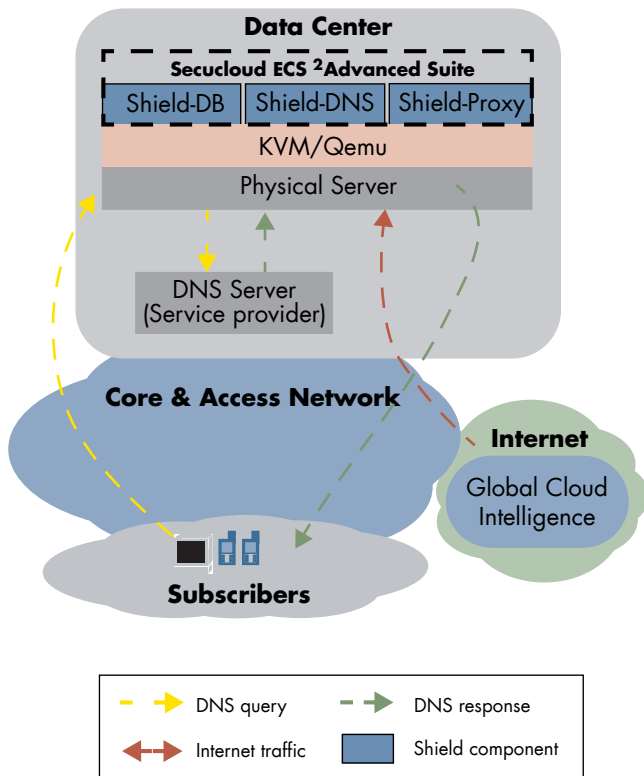 Data Center
Secucloud ECS ²Advanced Suite
Shield-DB
Shield-DNS
Shield-Proxy
KVM/Qemu
Physical Server
DNS Server
(Service provider)
Core & Access Network
Internet
Global Cloud
Intelligence
Subscribers
DNS query
DNS response
Internet traffic
Shield component